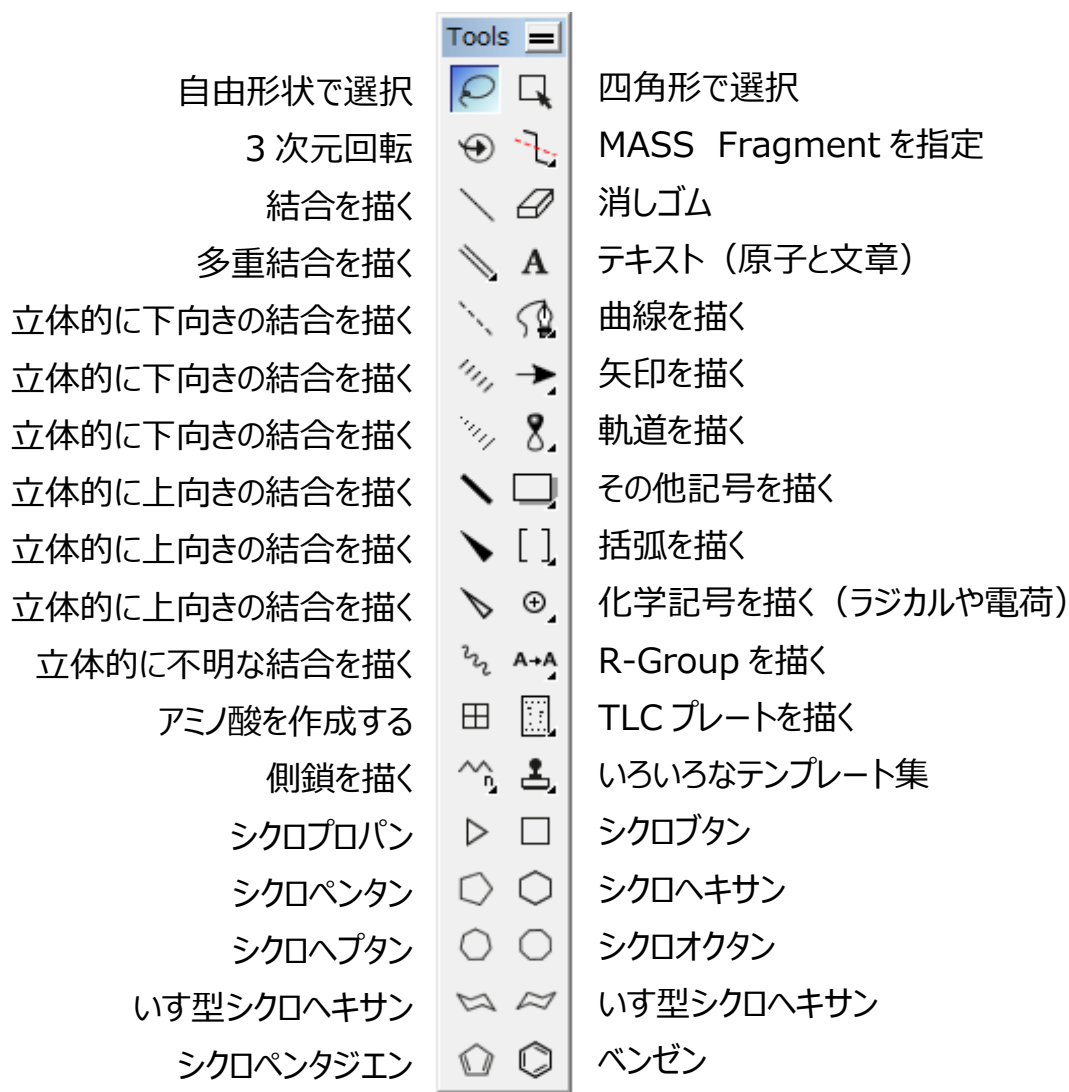 Tools
自由形状で選択 四角形で選択
3 次元回転 MASS Fragment を指定
結合を描く 消しゴム
多重結合を描く A テキスト（原子と文章）
立体的に下向きの結合を描く 曲線を描く
立体的に下向きの結合を描く 矢印を描く
立体的に下向きの結合を描く 軌道を描く
立体的に上向きの結合を描く その他記号を描く
立体的に上向きの結合を描く [ ] 括弧を描く
立体的に上向きの結合を描く 化学記号を描く（ラジカルや電荷）
立体的に不明な結合を描く A→A R-Group を描く
アミノ酸を作成する TLC プレートを描く
側鎖を描く n いろいろなテンプレート集
シクロプロパン シクロブタン
シクロペンタン シクロヘキサン
シクロヘプタン シクロオクタン
いす型シクロヘキサン いす型シクロヘキサン
シクロペンタジエン ベンゼン